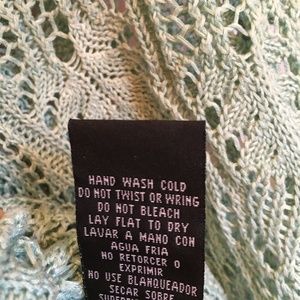 HAND WASH COLD
DO NOT TWIST OR WRING
DO NOT BLEACH
LAY FLAT TO DRY
LAVAR A MANO CON
AGUA FRIA
NO RETORCER O
EXPRIMIR
NO USE BLANQUEADOR
SECAR SOBRE